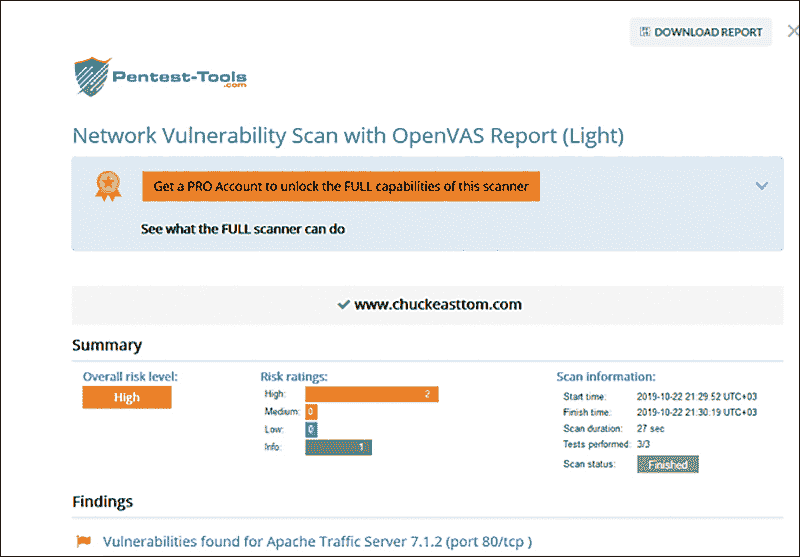 DOWNLOAD REPORT
Pentest-Tools
.com
Network Vulnerability Scan with OpenVAS Report (Light)
Get a PRO Account to unlock the FULL capabilities of this scanner
See what the FULL scanner can do
www.chuckeasttom.com
Summary
Overall risk level:
High
Risk ratings:
High: 2
Medium: 0
Low: 0
Info: 1
Scan information:
Start time: 2019-10-22 21:29:52 UTC+03
Finish time: 2019-10-22 21:30:19 UTC+03
Scan duration: 27 sec
Tests performed: 3/3
Scan status: Finished
Findings
Vulnerabilities found for Apache Traffic Server 7.1.2 (port 80/tcp )